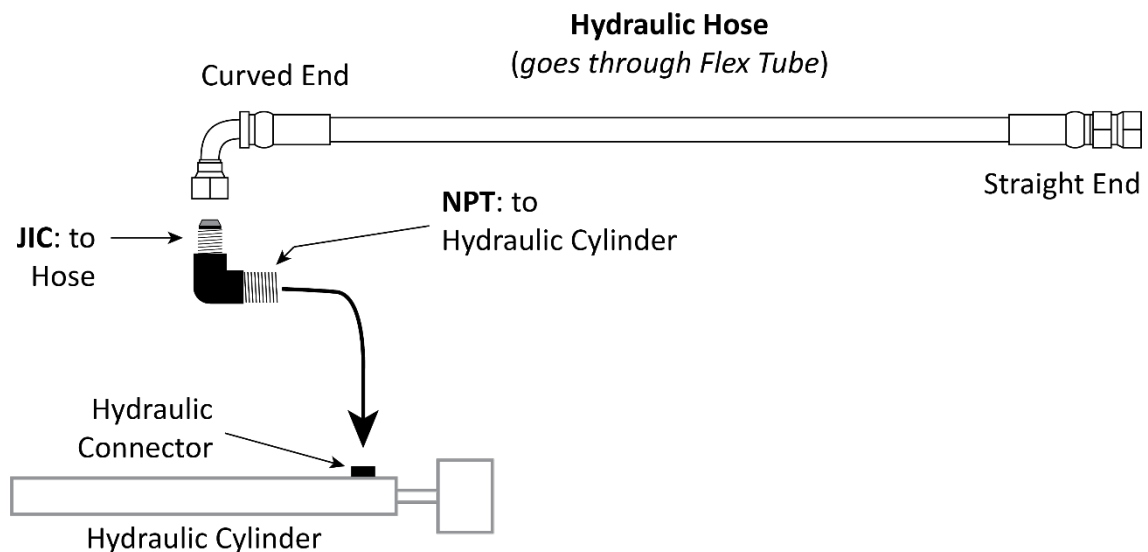 Hydraulic Hose
(goes through Flex Tube)
Curved End
Straight End
NPT: to
Hydraulic Cylinder
JIC: to
Hose
Hydraulic
Connector
Hydraulic Cylinder